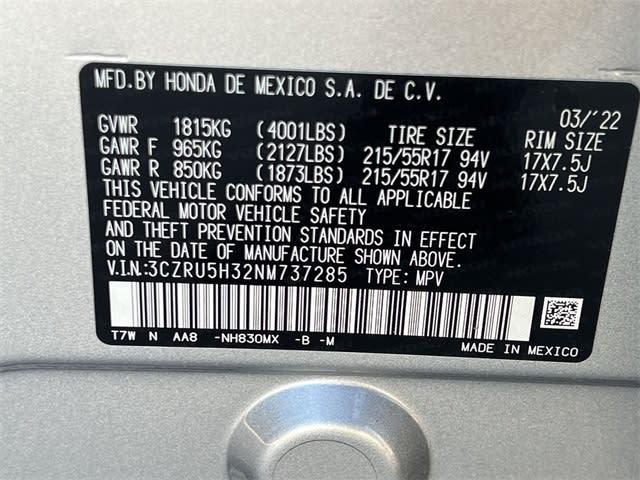 MFD.BY HONDA DE MEXICO S.A. DE C.V.
03/'22
GVWR 1815KG (4001LBS) TIRE SIZE RIM SIZE
GAWR F 965KG (2127LBS) 215/55R17 94V 17X7.5J
GAWR R 850KG (1873LBS) 215/55R17 94V 17X7.5J
THIS VEHICLE CONFORMS TO ALL APPLICABLE
FEDERAL MOTOR VEHICLE SAFETY
AND THEFT PREVENTION STANDARDS IN EFFECT
ON THE DATE OF MANUFACTURE SHOWN ABOVE.
V.I.N:3CZRU5H32NM737285 TYPE: MPV
T7W N AA8 -NH830MX -B -M
MADE IN MEXICO